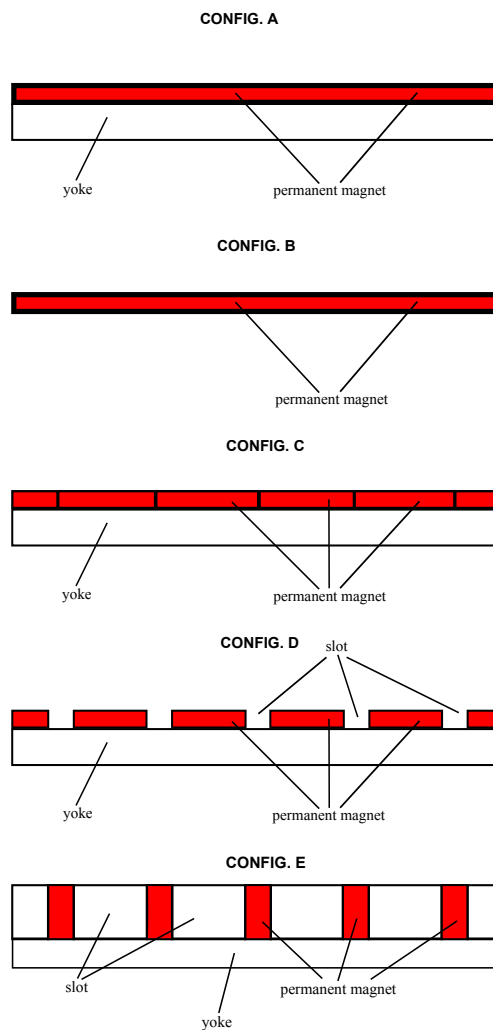 CONFIG. A
yoke
permanent magnet
CONFIG. B
permanent magnet
CONFIG. C
yoke
permanent magnet
CONFIG. D
slot
yoke
permanent magnet
CONFIG. E
slot
permanent magnet
yoke